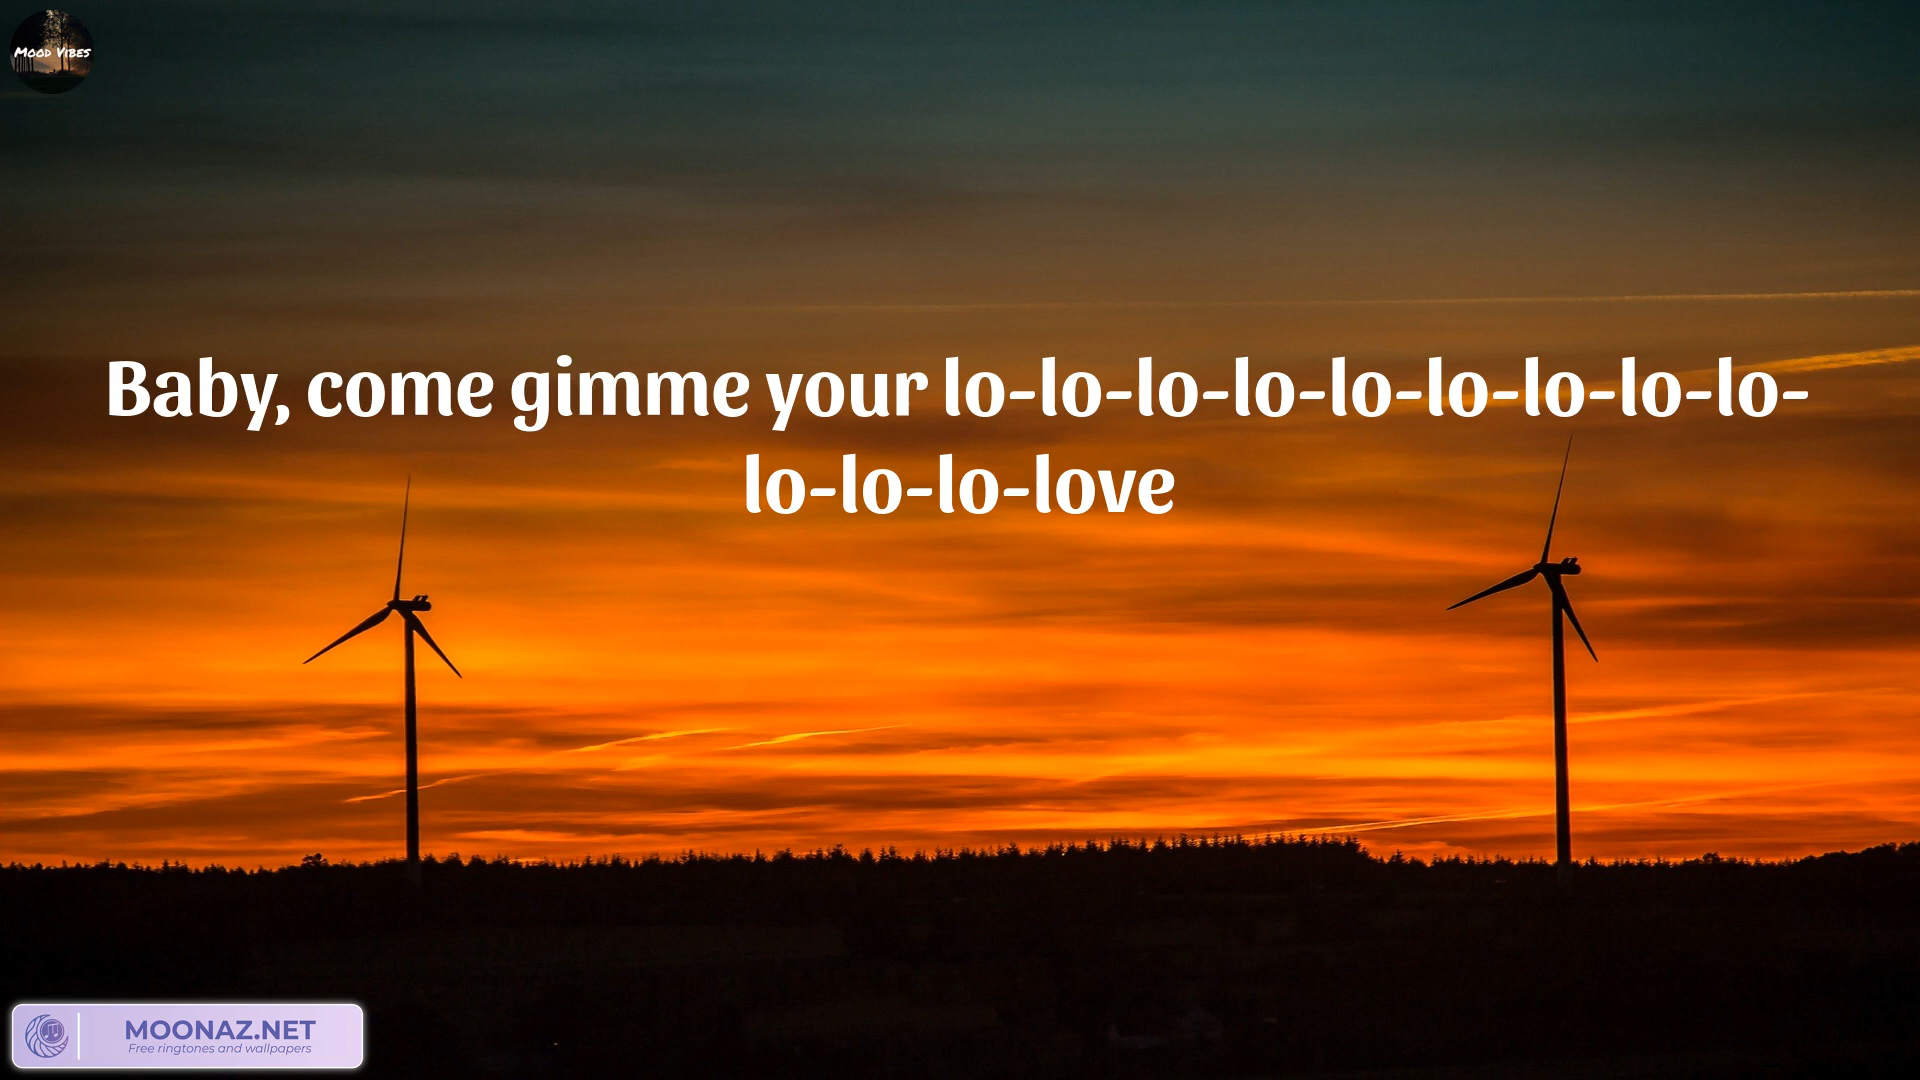 Mood Vibes
Baby, come gimme your lo-lo-lo-lo-lo-lo-lo-lo-lo-
lo-lo-lo-love
MOONAZ.NET
Free ringtones and wallpapers